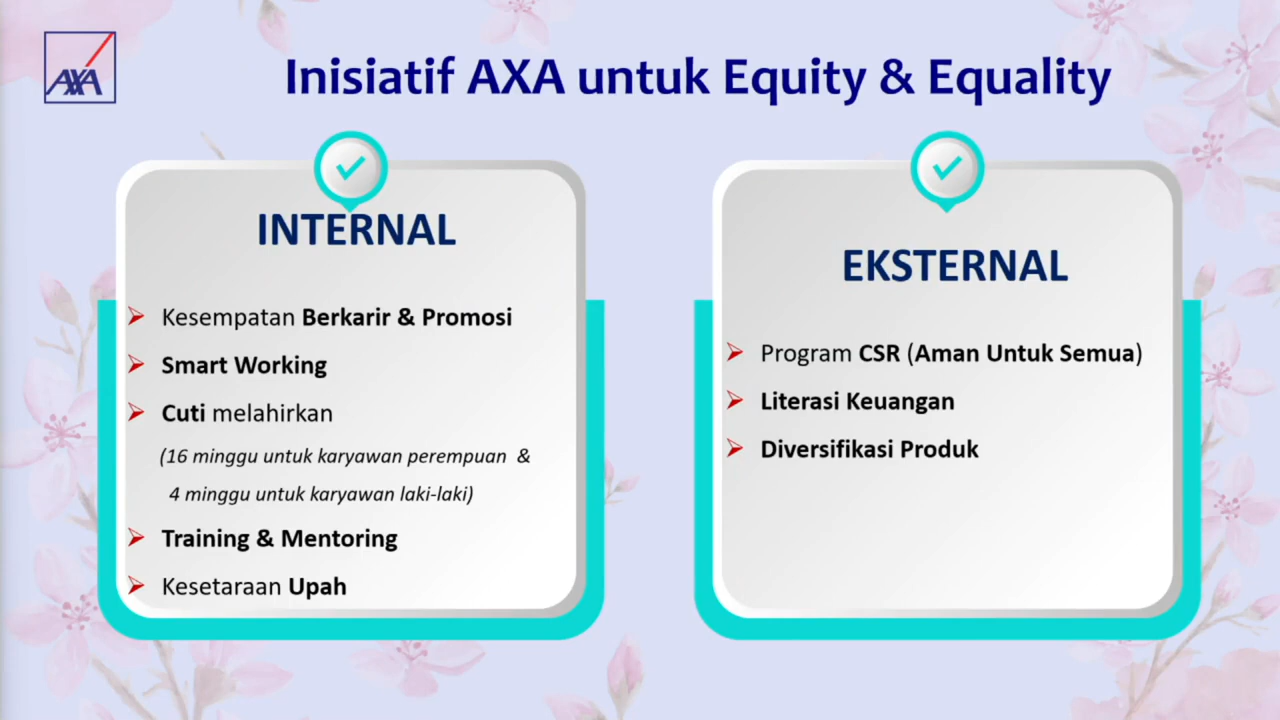 AXA
Inisiatif AXA untuk Equity & Equality
INTERNAL
Kesempatan Berkarir & Promosi
Smart Working
Cuti melahirkan
(16 minggu untuk karyawan perempuan &
4 minggu untuk karyawan laki-laki)
Training & Mentoring
Kesetaraan Upah
EKSTERNAL
Program CSR (Aman Untuk Semua)
Literasi Keuangan
Diversifikasi Produk